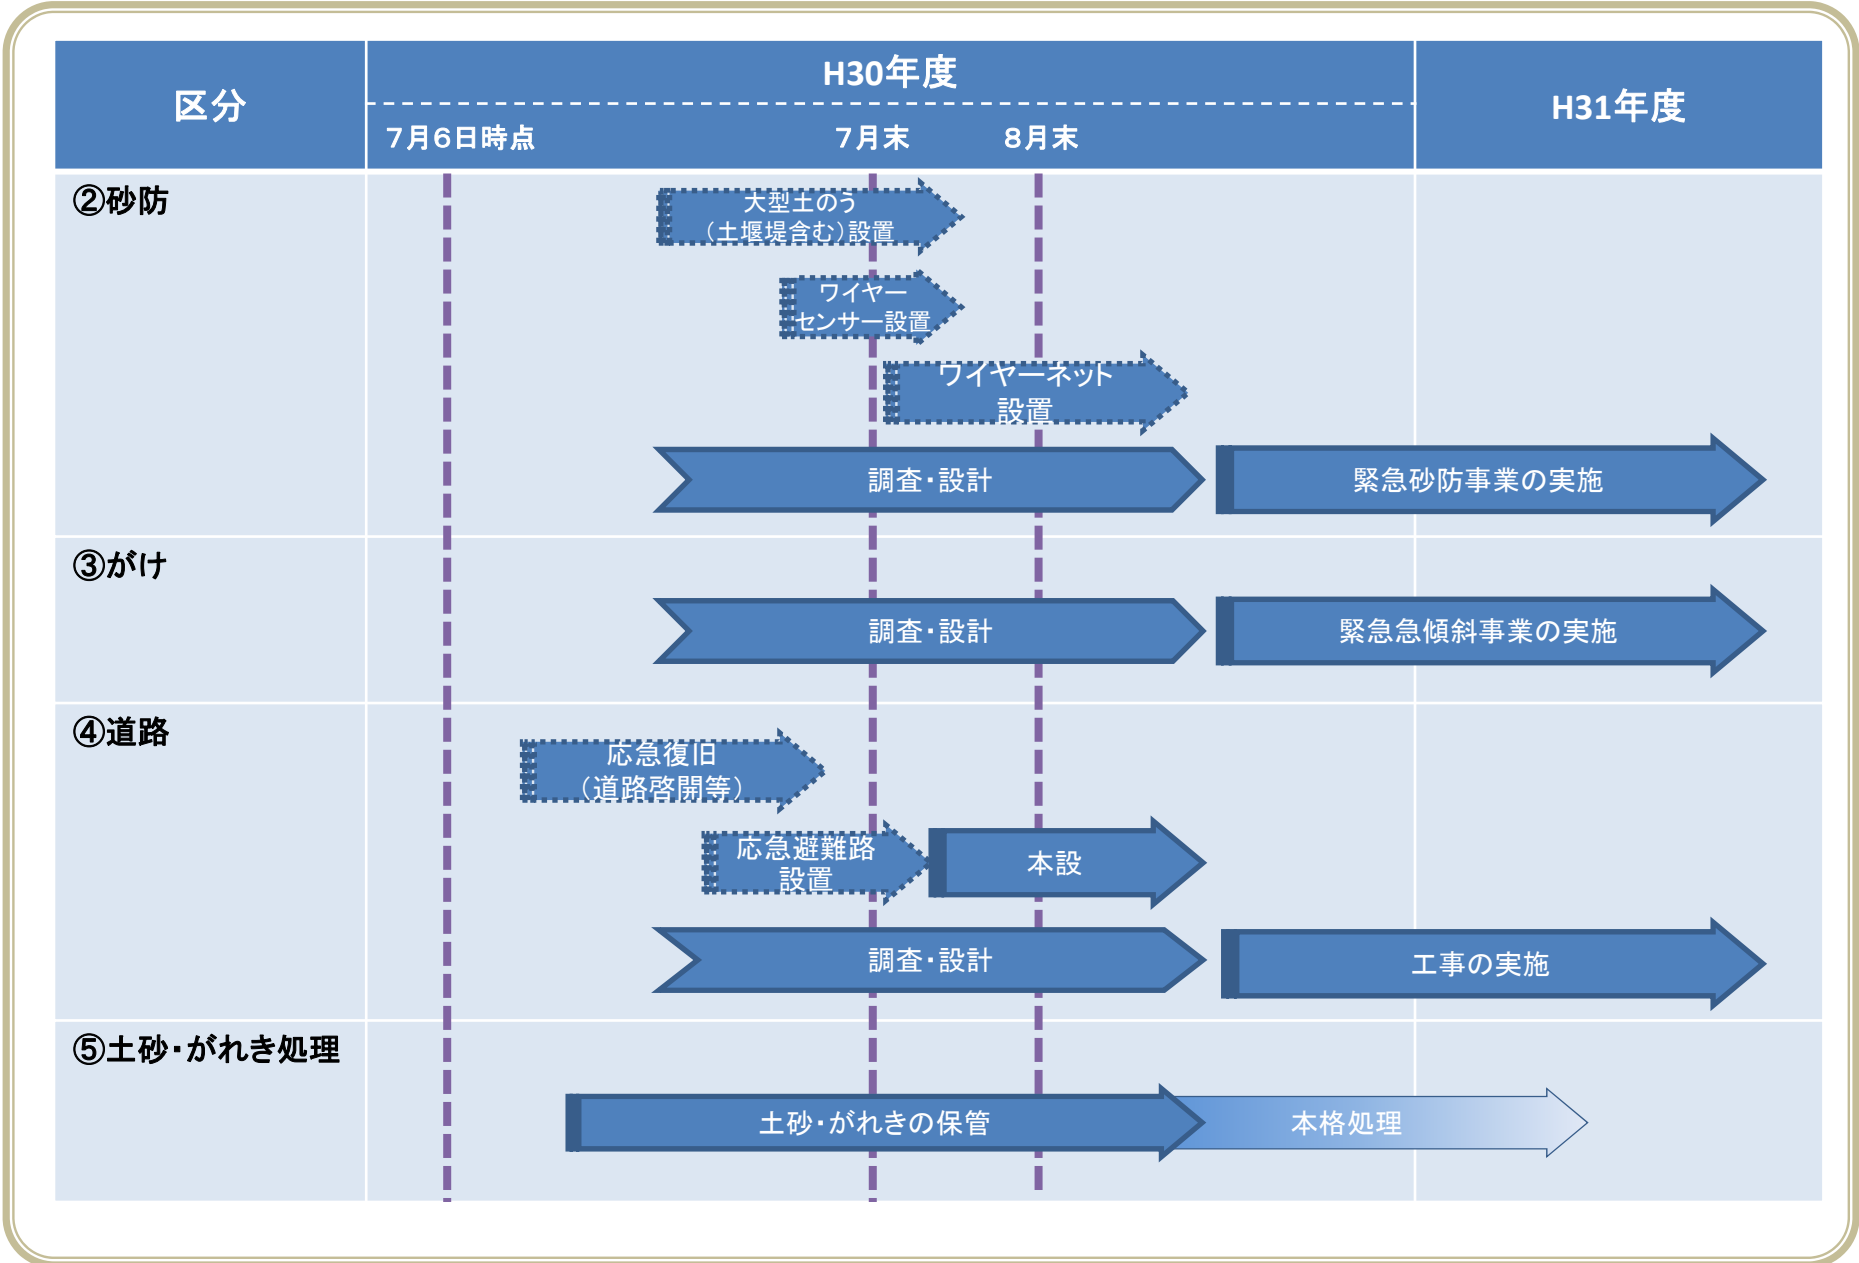 区分
H30年度
H31年度
７月６日時点
７月末
８月末
②砂防
大型土のう
（土堰堤含む）設置
ワイヤー
センサー設置
ワイヤーネット
設置
調査・設計
緊急砂防事業の実施
③がけ
調査・設計
緊急急傾斜事業の実施
④道路
応急復旧
（道路啓開等）
応急避難路
設置
本設
調査・設計
工事の実施
⑤土砂・がれき処理
土砂・がれきの保管
本格処理